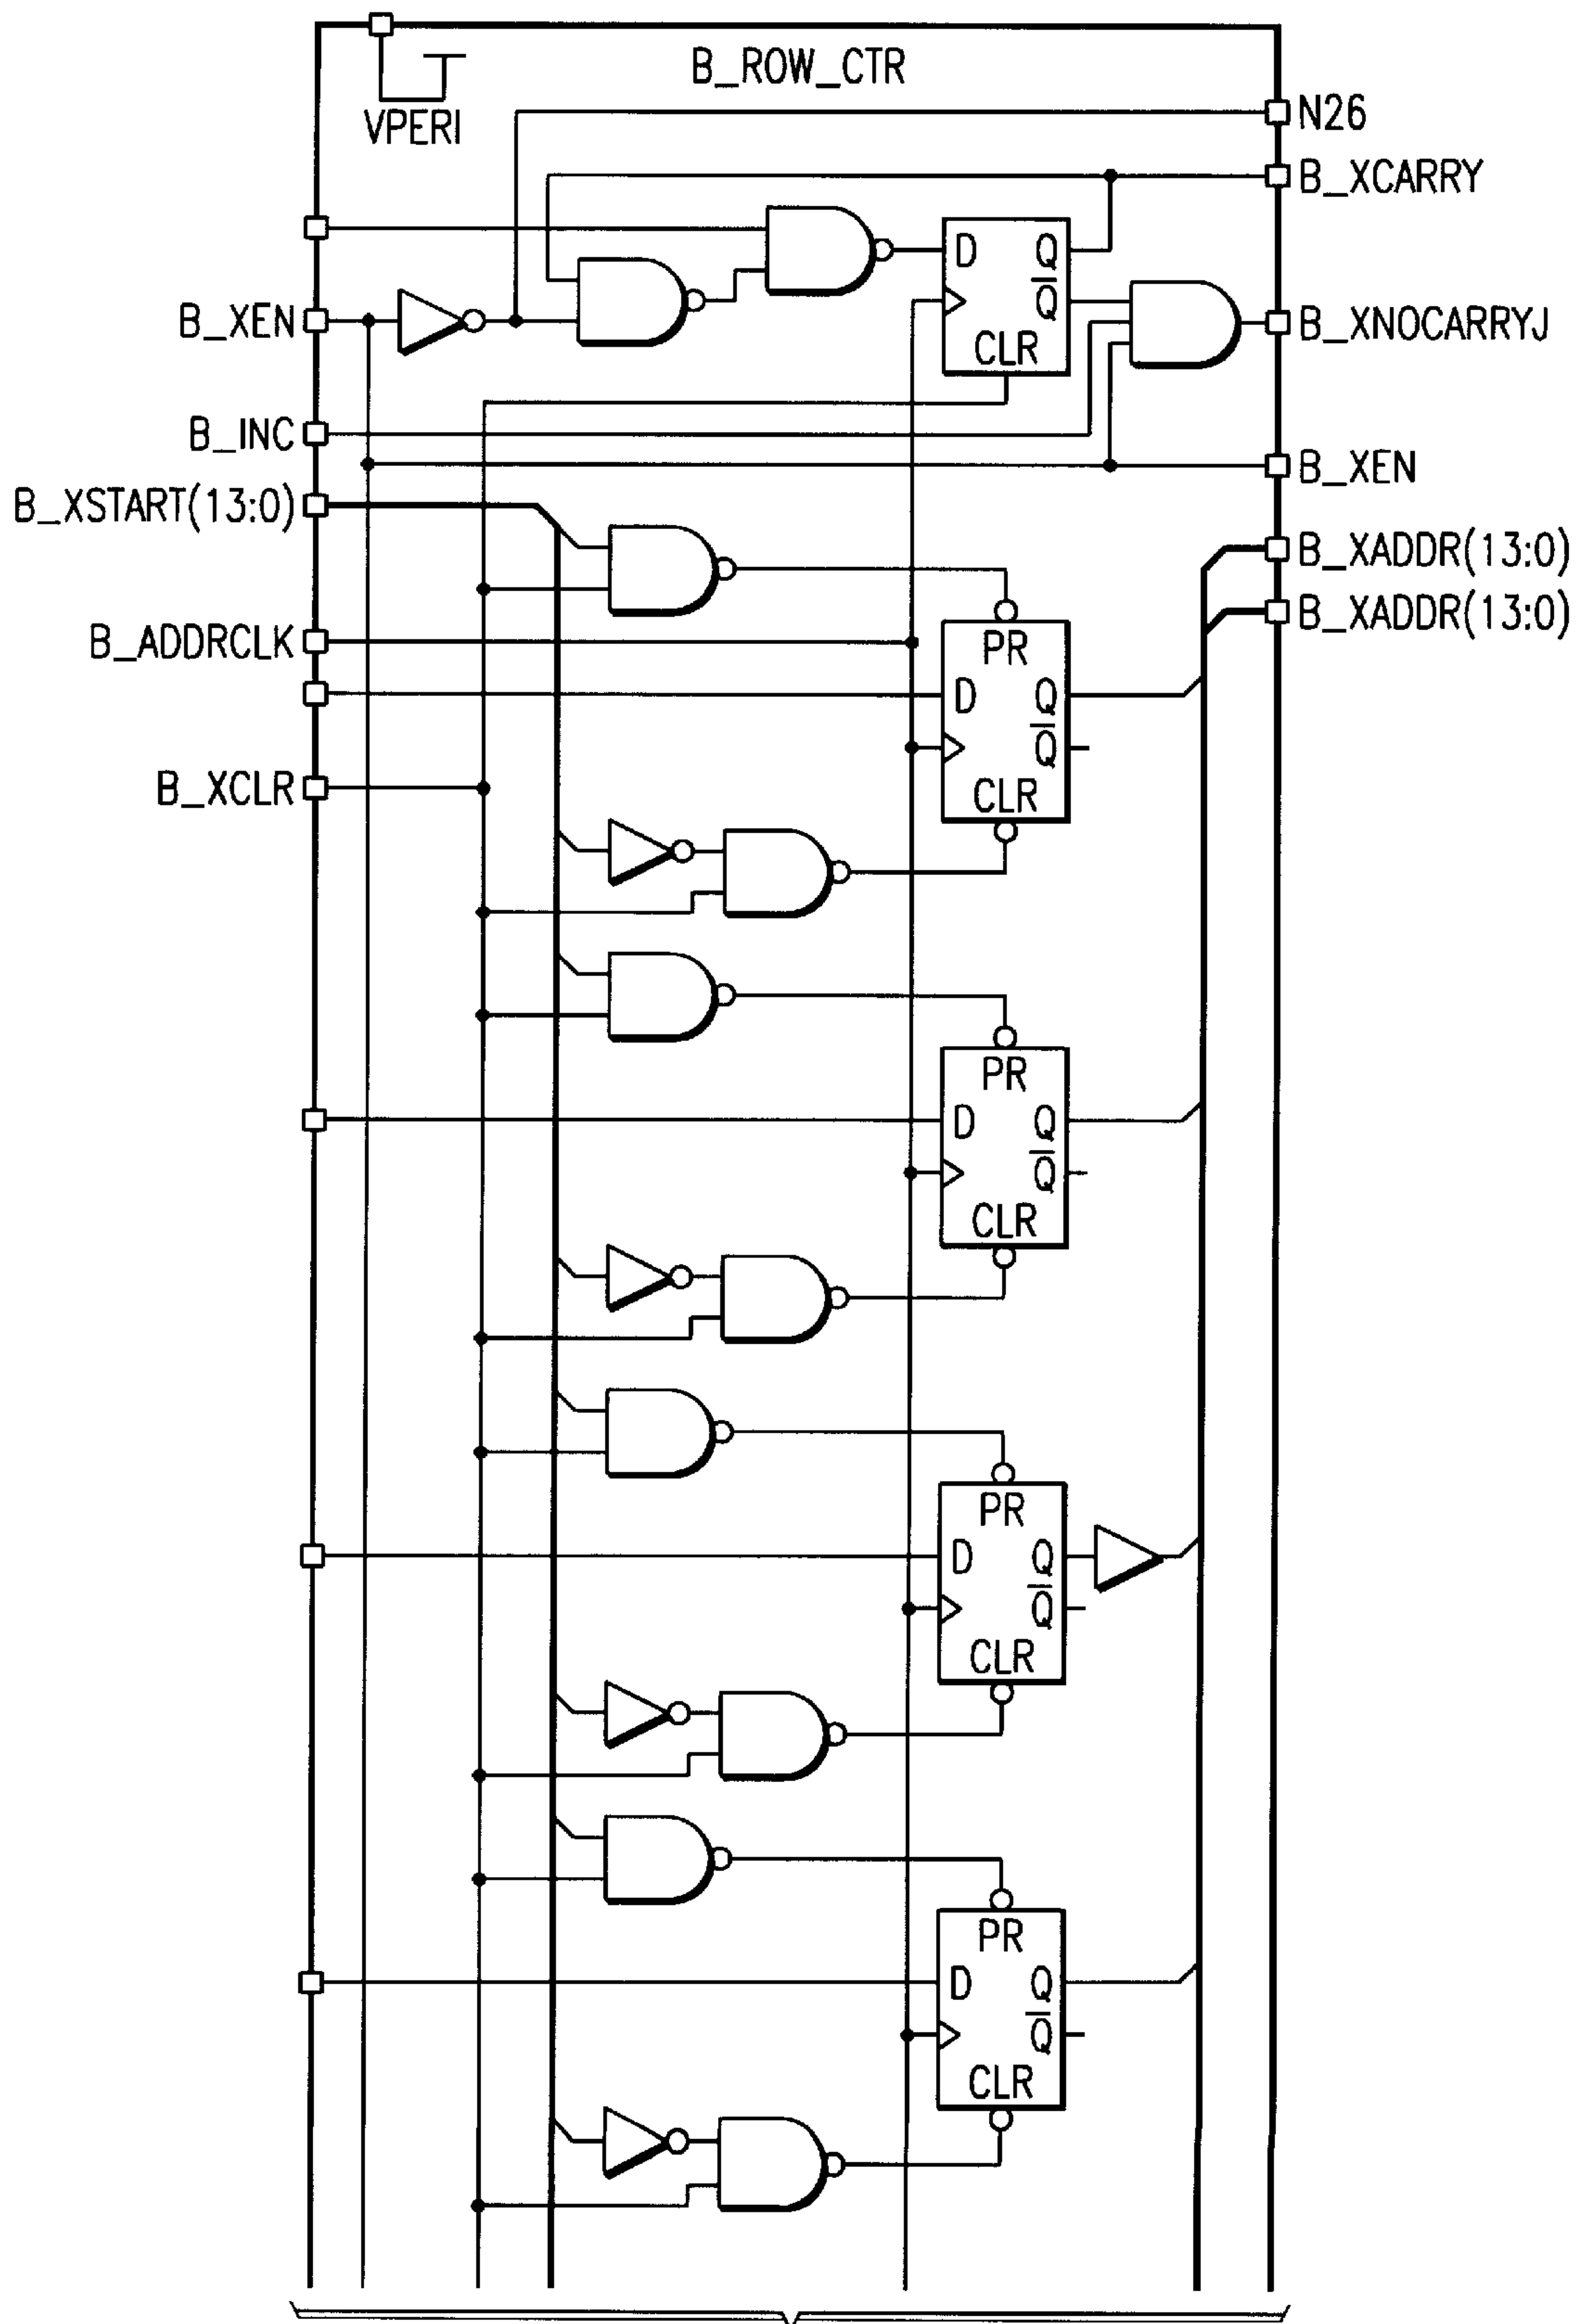 B_ROW_CTR
VPERI
N26
B_XCARRY
D Q
Q
CLR
B_XEN
B_XNOCARRYJ
B_INC
B_XEN
B_XSTART(13:0)
B_XADDR(13:0)
B_XADDR(13:0)
B_ADDRCLK
PR
D Q
Q
CLR
B_XCLR
PR
D Q
Q
CLR
PR
D Q
Q
CLR
PR
D Q
Q
CLR